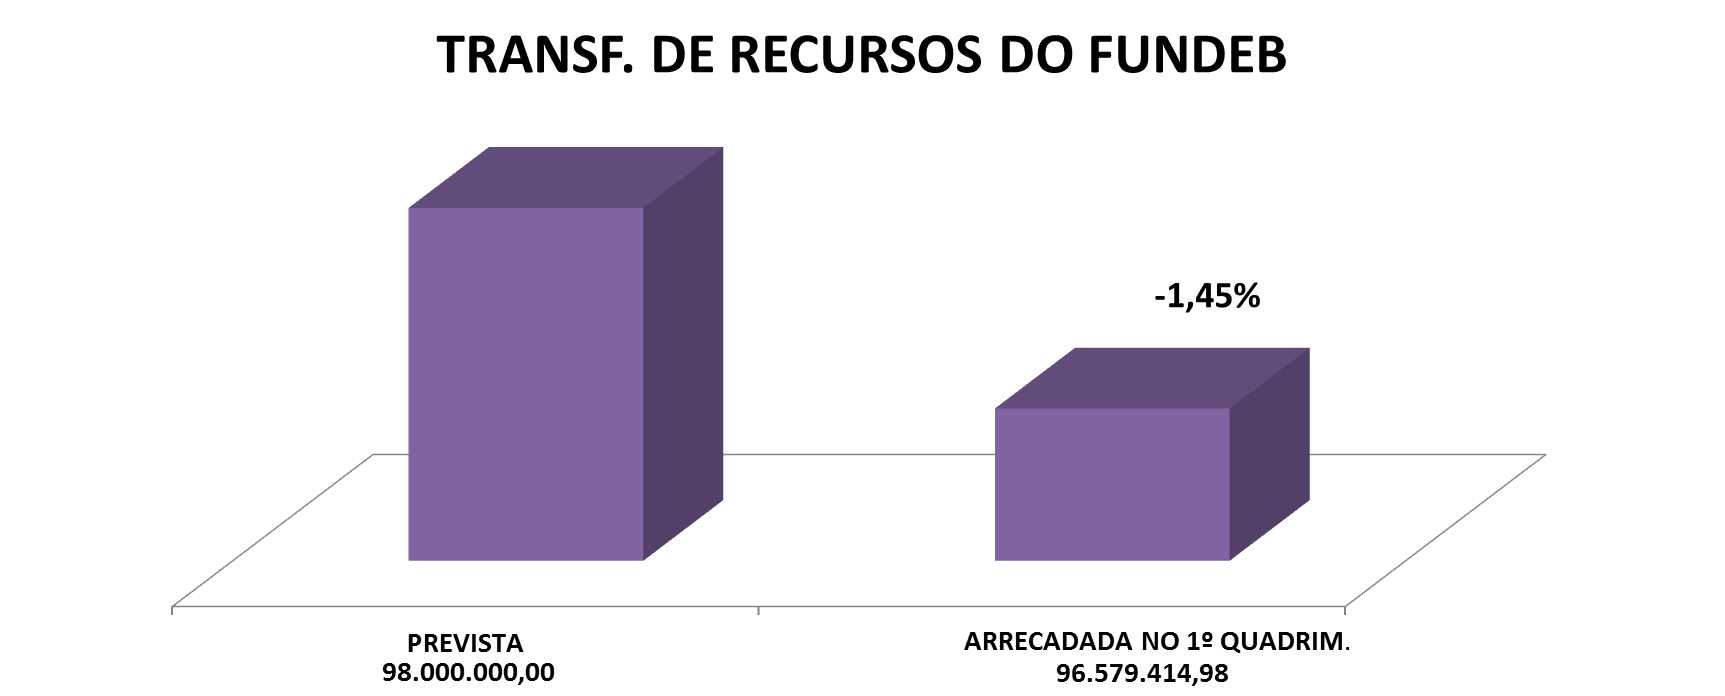 TRANSF. DE RECURSOS DO FUNDEB
-1,45%
PREVISTA
98.000.000,00
ARRECADADA NO 1º QUADRIM.
96.579.414,98